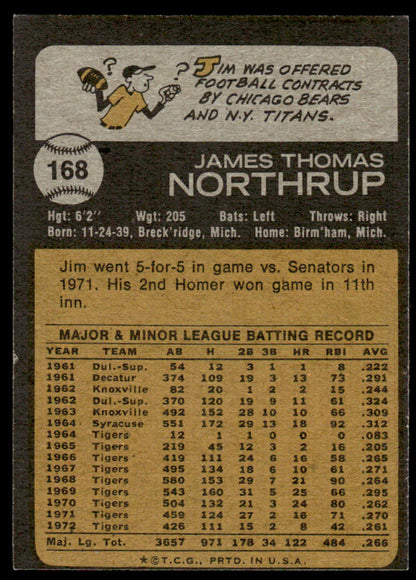 ? ?
JIM WAS OFFERED
FOOTBALL CONTRACTS
BY CHICAGO BEARS
AND N.Y. TITANS.
168
JAMES THOMAS
NORTHRUP
Hgt: 6'2" Wgt: 205 Bats: Left Throws: Right
Born: 11-24-39, Breck'ridge, Mich. Home: Birm'ham, Mich.
Jim went 5-for-5 in game vs. Senators in
1971. His 2nd Homer won game in 11th
inn.
MAJOR & MINOR LEAGUE BATTING RECORD
YEAR TEAM AB H 2B 3B HR RBI AVG
1961 Dul.-Sup. 54 12 3 1 1 8 .222
1961 Decatur 374 109 19 3 13 73 .291
1962 Knoxville 82 20 1 2 2 15 .244
1962 Dul.-Sup. 370 120 19 9 11 61 .324
1963 Knoxville 492 152 28 10 10 66 .309
1964 Syracuse 551 172 29 13 18 92 .312
1964 Tigers 12 1 1 0 0 0 .083
1965 Tigers 219 45 12 3 2 16 .205
1966 Tigers 419 111 24 6 16 58 .265
1967 Tigers 495 134 18 6 10 61 .271
1968 Tigers 580 153 29 7 21 90 .264
1969 Tigers 543 160 31 5 25 66 .295
1970 Tigers 504 132 21 3 24 80 .262
1971 Tigers 459 124 27 2 16 71 .270
1972 Tigers 426 111 15 2 8 42 .261
Maj. Lg. Tot. 3657 971 178 34 122 484 .266
*©T.C.G., PRTD. IN U.S.A.